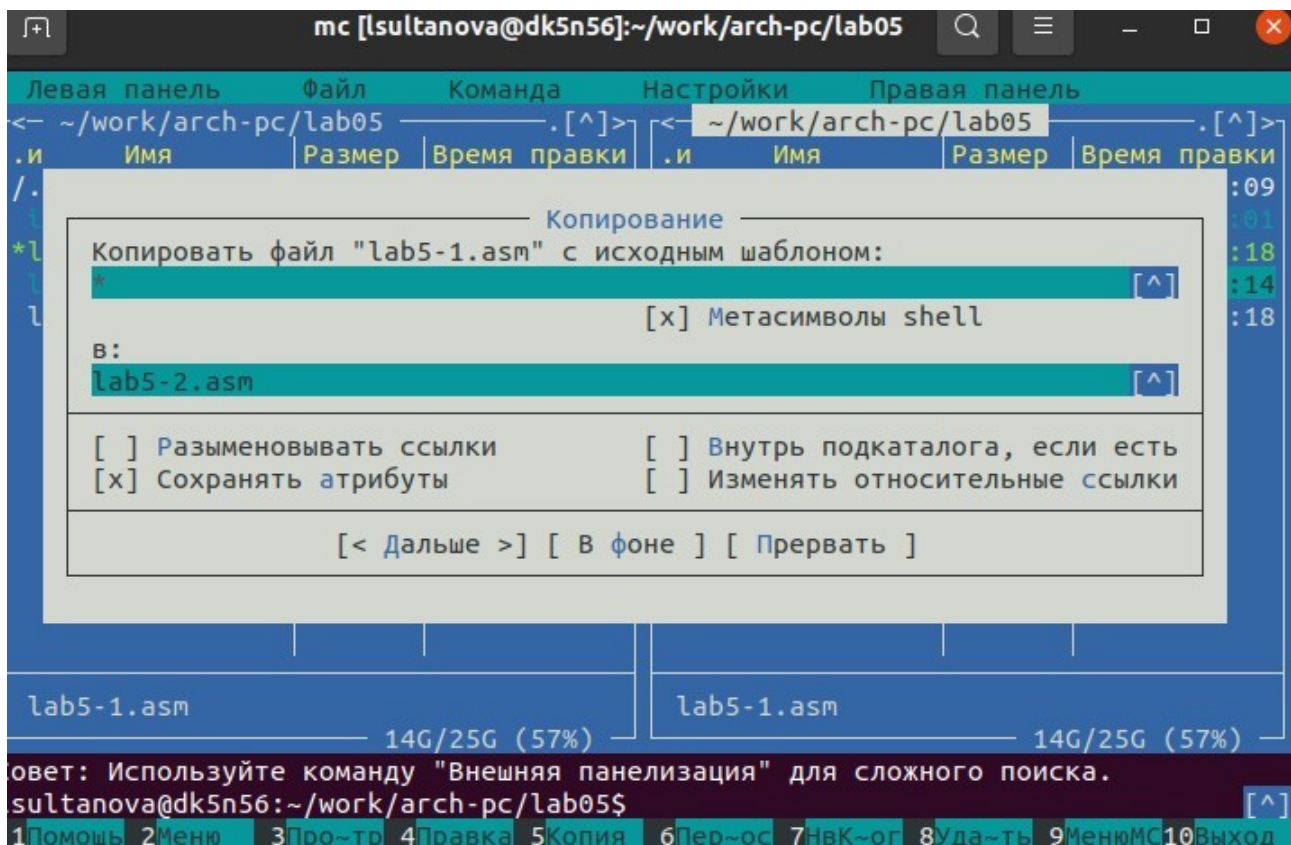 mc [lsultanova@dk5n56]:~/work/arch-pc/lab05
Левая панель Файл Команда Настройки Правая панель
<— ~/work/arch-pc/lab05 .[^]> <— ~/work/arch-pc/lab05 .[^]>
.и Имя Размер Время правки .и Имя Размер Время правки
/. :09
:01
*l :18
l :14
l :18
Копирование
Копировать файл "lab5-1.asm" с исходным шаблоном:
* [^]
[x] Метасимволы shell
в:
lab5-2.asm [^]
[ ] Разыменовывать ссылки [ ] Внутрь подкаталога, если есть
[x] Сохранять атрибуты [ ] Изменять относительные ссылки
[< Дальше >] [ В фоне ] [ Прервать ]
lab5-1.asm lab5-1.asm
14G/25G (57%) 14G/25G (57%)
овет: Используйте команду "Внешняя панелизация" для сложного поиска.
sultanova@dk5n56:~/work/arch-pc/lab05$ [^]
1Помощь 2Меню 3Про~тр 4Правка 5Копия 6Пер~ос 7НвК~ог 8Уда~ть 9МенюМС 10Выход